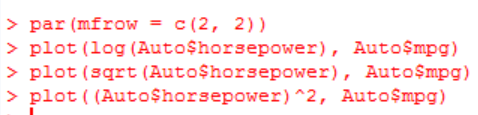 > par(mfrow = c(2, 2))
> plot(log(Auto$horsepower), Auto$mpg)
> plot(sqrt(Auto$horsepower), Auto$mpg)
> plot((Auto$horsepower)^2, Auto$mpg)